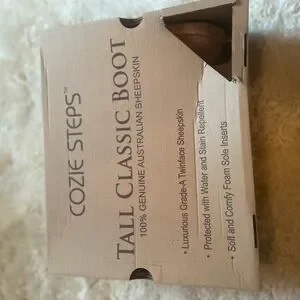 COZIE STEPS™
TALL CLASSIC BOOT
100% GENUINE AUSTRALIAN SHEEPSKIN
• Luxurious Grade-A Twinface Sheepskin
• Protected with Water and Stain Repellent
• Soft and Comfy Foam Sole Inserts